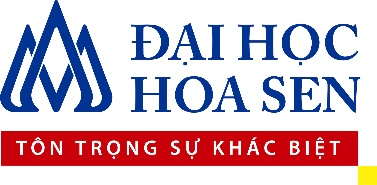 ĐẠI HỌC
HOA SEN
TÔN TRỌNG SỰ KHÁC BIỆT